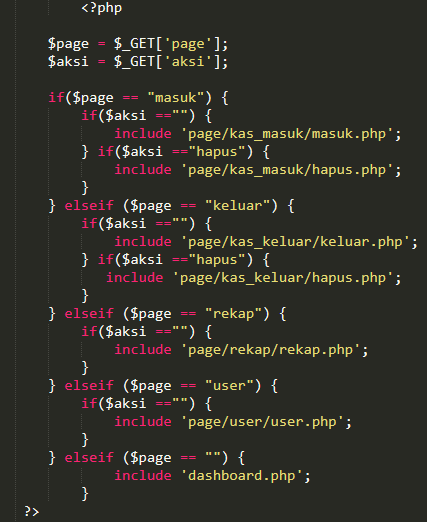 <?php
$page = $_GET['page'];
$aksi = $_GET['aksi'];
if($page == "masuk") {
if($aksi =="") {
include 'page/kas_masuk/masuk.php';
} if($aksi =="hapus") {
include 'page/kas_masuk/hapus.php';
}
} elseif ($page == "keluar") {
if($aksi =="") {
include 'page/kas_keluar/keluar.php';
} if($aksi =="hapus") {
include 'page/kas_keluar/hapus.php';
}
} elseif ($page == "rekap") {
if($aksi =="") {
include 'page/rekap/rekap.php';
}
} elseif ($page == "user") {
if($aksi =="") {
include 'page/user/user.php';
}
} elseif ($page == "") {
include 'dashboard.php';
}
?>